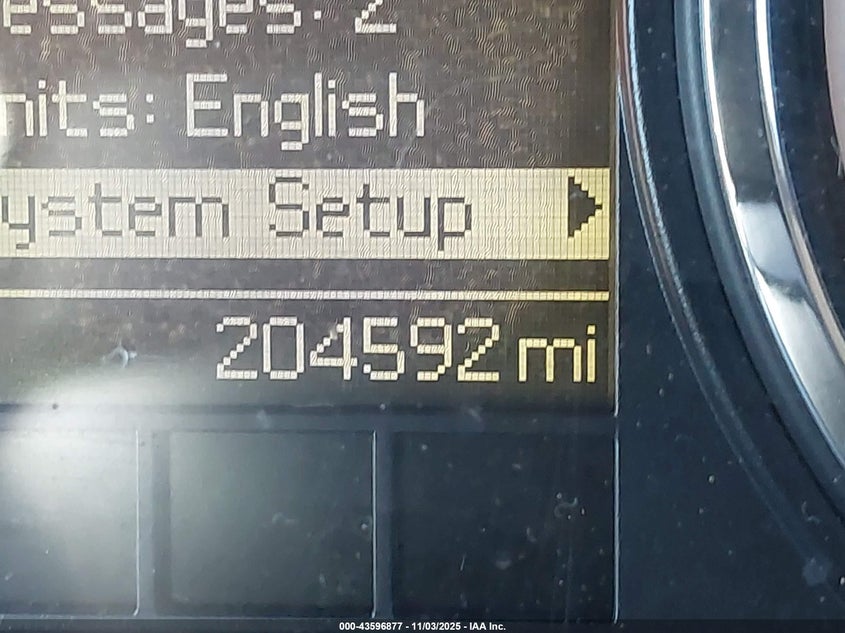 essages: 2
nits: English
ystem Setup
204592 mi
000-43596877 - 11/03/2025 - IAA Inc.